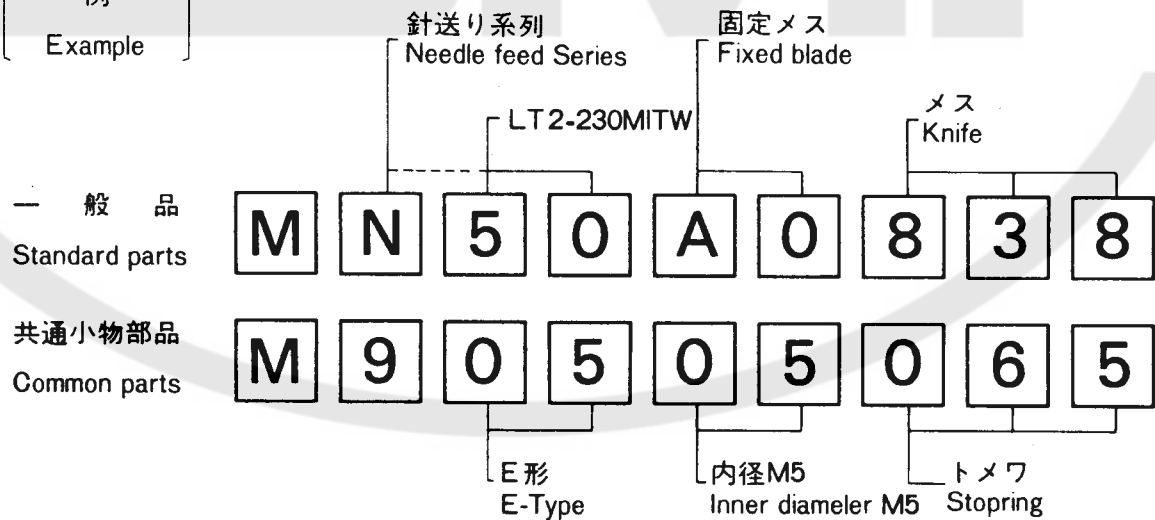 例
Example
針送り系列
Needle feed Series
固定メス
Fixed blade
LT2-230MITW
メス
Knife
一般品
Standard parts
M N 5 0 A 0 8 3 8
共通小物部品
Common parts
M 9 0 5 0 5 0 6 5
E形
E-Type
内径M5
Inner diameler M5
トメワ
Stopring